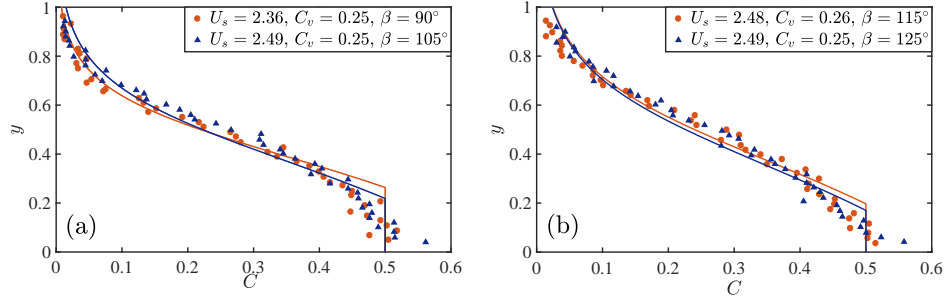 U_s = 2.36, C_v = 0.25, β = 90°
U_s = 2.49, C_v = 0.25, β = 105°
1
0.8
0.6
0.4
0.2
0
y
(a)
0 0.1 0.2 0.3 0.4 0.5 0.6
C
U_s = 2.48, C_v = 0.26, β = 115°
U_s = 2.49, C_v = 0.25, β = 125°
1
0.8
0.6
0.4
0.2
0
y
(b)
0 0.1 0.2 0.3 0.4 0.5 0.6
C